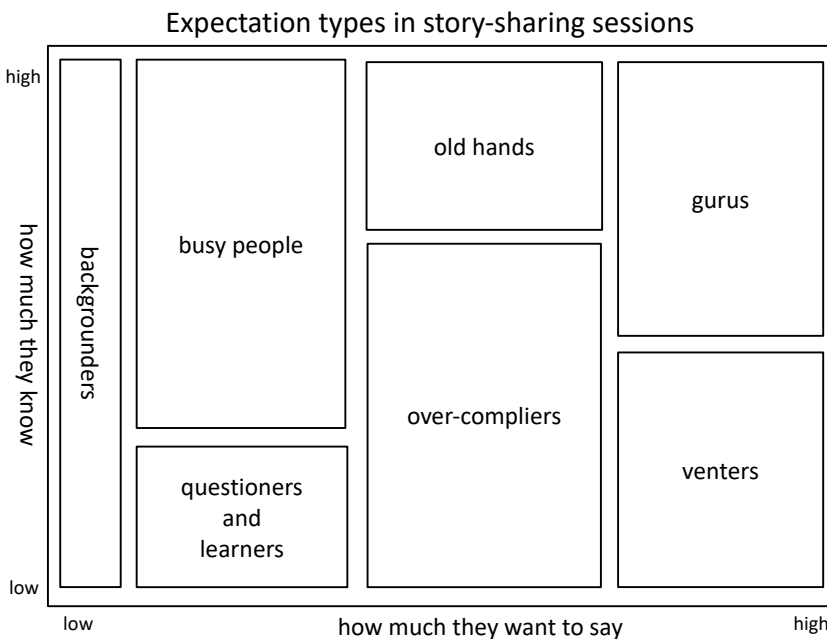 Expectation types in story-sharing sessions
high
how much they know
low
backgrounders
busy people
questioners
and
learners
old hands
over-compliers
gurus
venters
low
how much they want to say
high